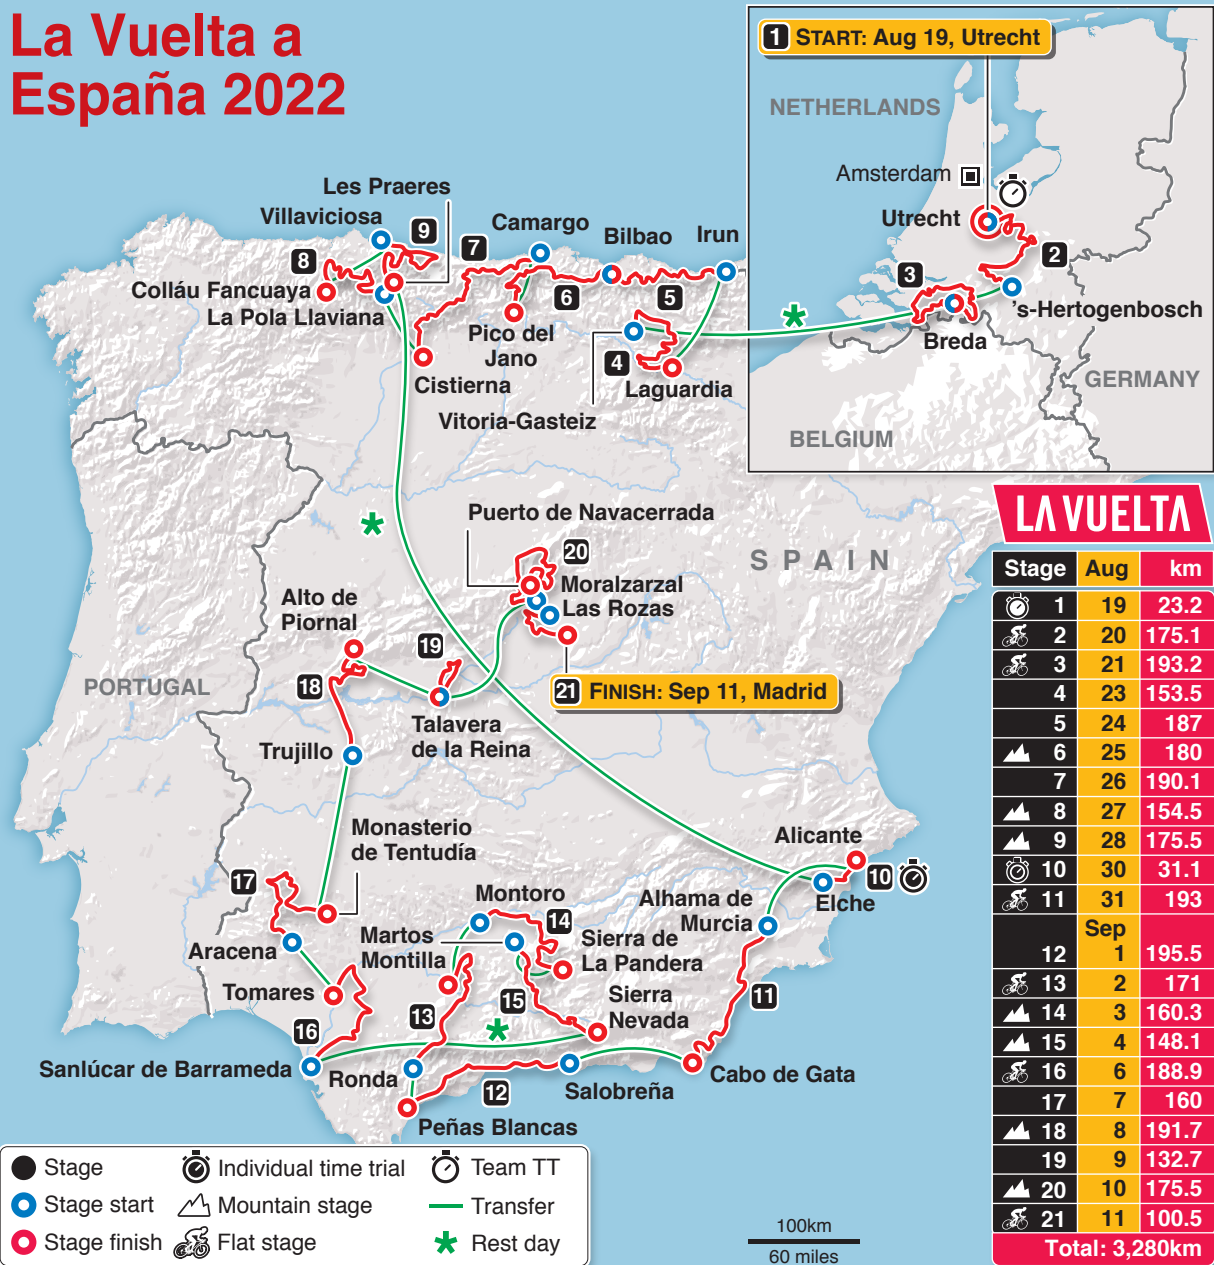 La Vuelta a
España 2022
1 START: Aug 19, Utrecht
NETHERLANDS
Amsterdam
Utrecht
2
3
's-Hertogenbosch
Breda
GERMANY
BELGIUM
Les Praeres
Villaviciosa
9
8
7
Camargo
Bilbao
Irun
Colláu Fancuaya
La Pola Llaviana
6
5
Pico del
Jano
4
Cistierna
Laguardia
Vitoria-Gasteiz
Puerto de Navacerrada
20
SPAIN
Moralzarzal
Las Rozas
Alto de
Piornal
19
18
PORTUGAL
21 FINISH: Sep 11, Madrid
Talavera
de la Reina
Trujillo
Monasterio
de Tentudía
Alicante
10
Elche
17
Montoro
14
Alhama de
Murcia
Martos
Montilla
Sierra de
La Pandera
Aracena
Tomares
15
Sierra
Nevada
11
13
16
Sanlúcar de Barrameda
Ronda
12
Salobreña
Cabo de Gata
Peñas Blancas
LA VUELTA
Stage Aug km
1 19 23.2
2 20 175.1
3 21 193.2
4 23 153.5
5 24 187
6 25 180
7 26 190.1
8 27 154.5
9 28 175.5
10 30 31.1
11 31 193
Sep
12 1 195.5
13 2 171
14 3 160.3
15 4 148.1
16 6 188.9
17 7 160
18 8 191.7
19 9 132.7
20 10 175.5
21 11 100.5
Total: 3,280km
Stage
Individual time trial
Team TT
Stage start
Mountain stage
Transfer
Stage finish
Flat stage
Rest day
100km
60 miles